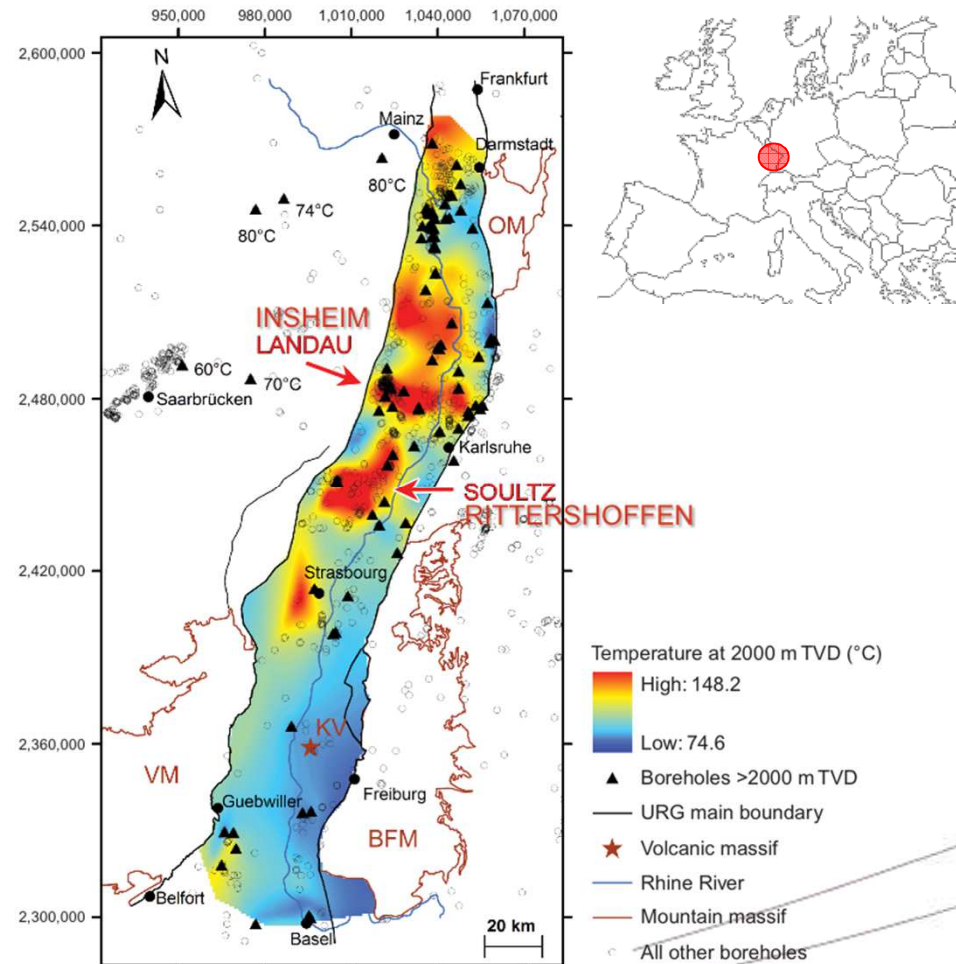 950,000 980,000 1,010,000 1,040,000 1,070,000
2,600,000
N
Frankfurt
Mainz
Darmstadt
80°C
74°C
80°C
2,540,000
OM
INSHEIM
LANDAU
60°C
70°C
2,480,000
Saarbrücken
Karlsruhe
SOULTZ
RITTERSHOFFEN
2,420,000
Strasbourg
2,360,000
KV
VM
Guebwiller
Freiburg
BFM
Belfort
2,300,000
Basel
20 km
Temperature at 2000 m TVD (°C)
High: 148.2
Low: 74.6
Boreholes >2000 m TVD
URG main boundary
Volcanic massif
Rhine River
Mountain massif
All other boreholes